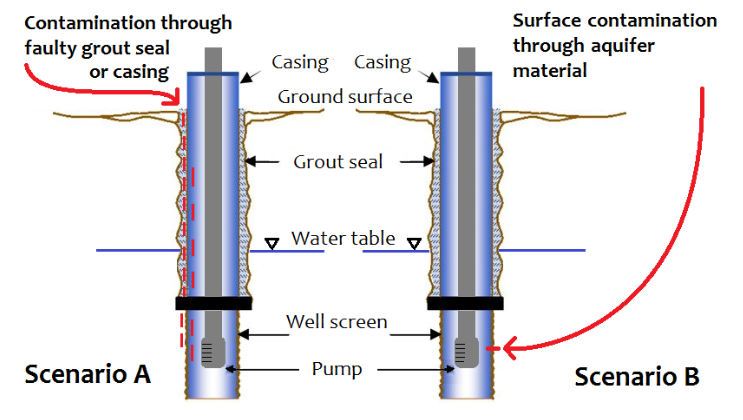 Contamination through
faulty grout seal
or casing
Surface contamination
through aquifer
material
Casing
Casing
Ground surface
Grout seal
Water table
Well screen
Pump
Scenario A
Scenario B